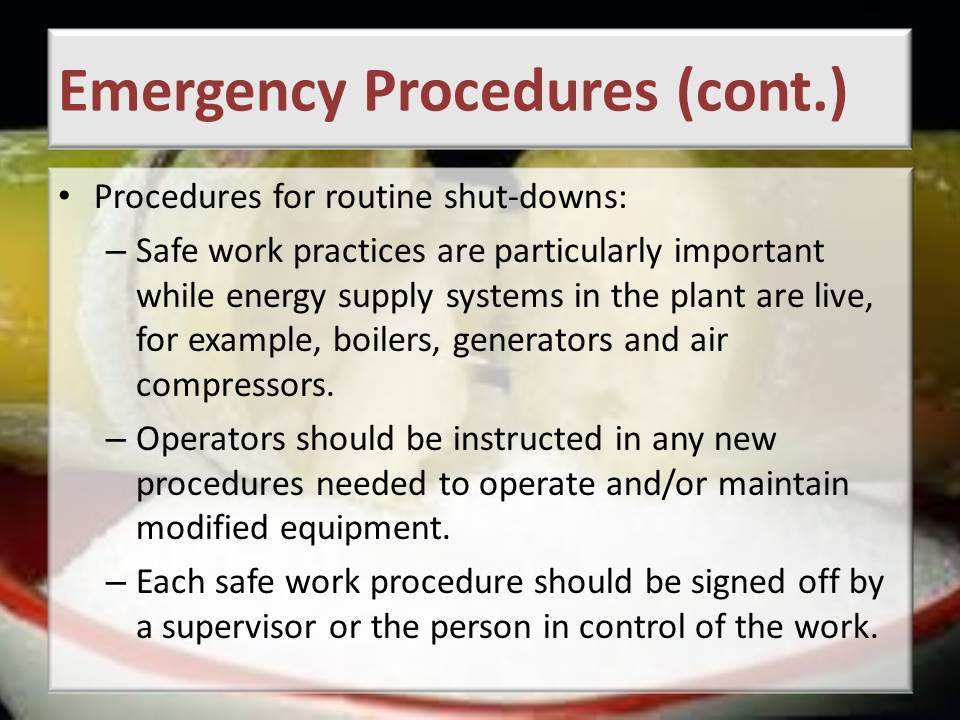 Emergency Procedures (cont.)
• Procedures for routine shut-downs:
– Safe work practices are particularly important
while energy supply systems in the plant are live,
for example, boilers, generators and air
compressors.
– Operators should be instructed in any new
procedures needed to operate and/or maintain
modified equipment.
– Each safe work procedure should be signed off by
a supervisor or the person in control of the work.